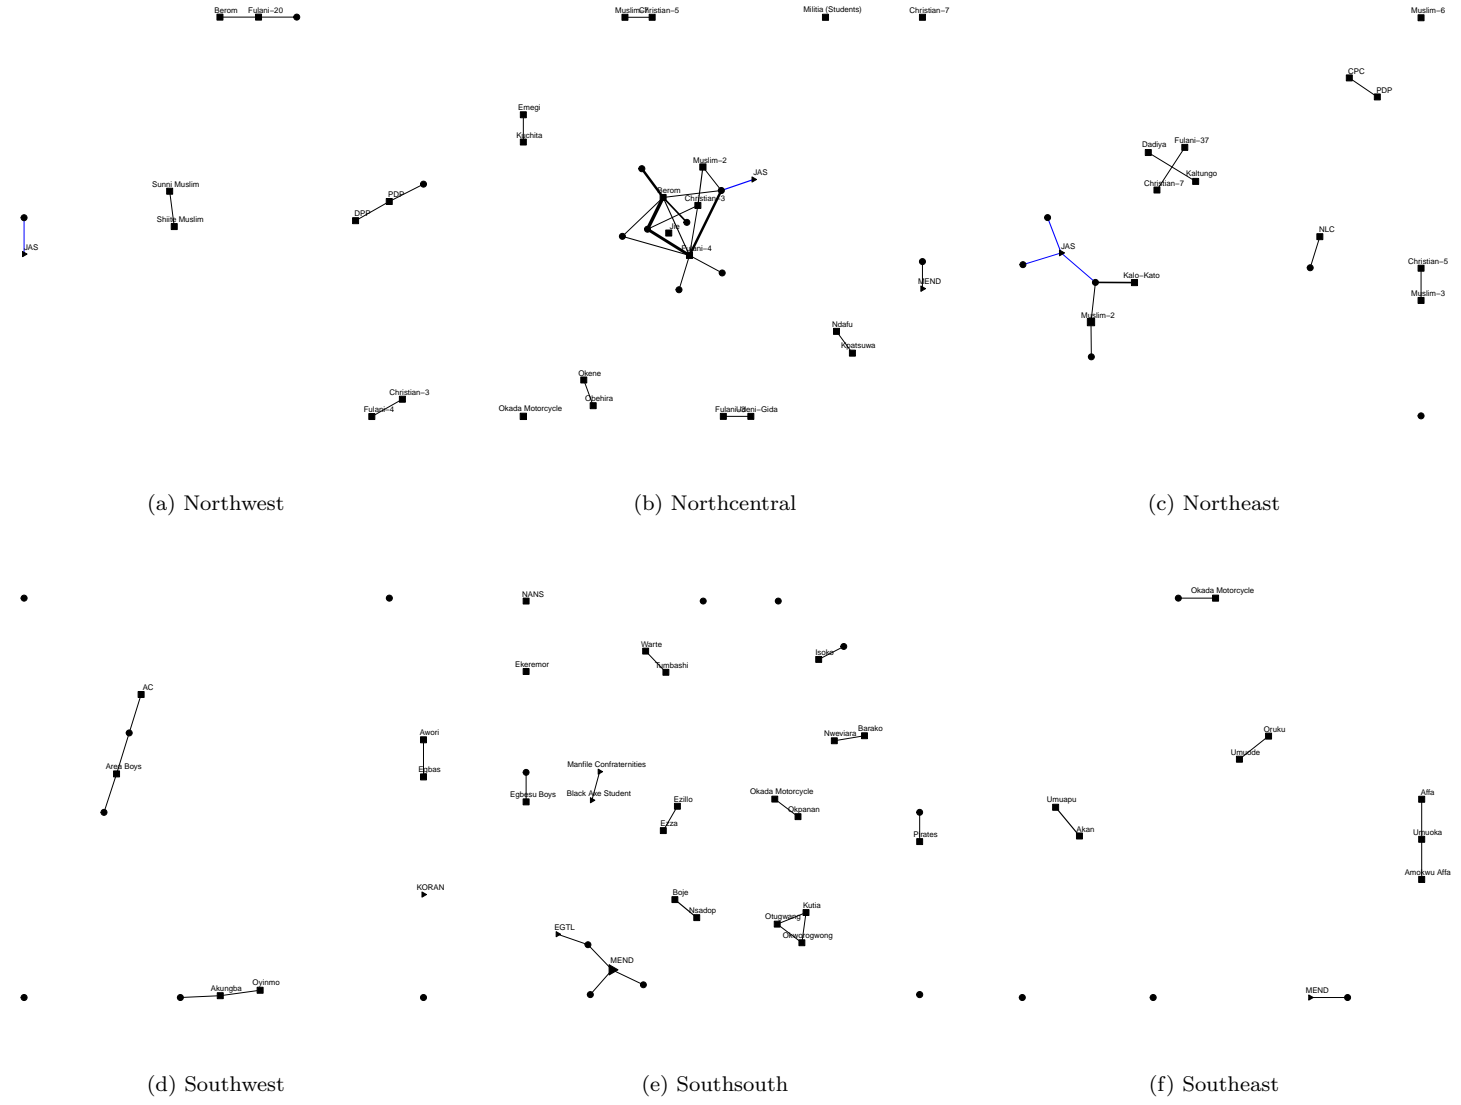 Berom
Fulani-20
Sunni Muslim
Shiite Muslim
PDP
DPP
JAS
Christian-3
Fulani-4
(a) Northwest
Christian-5
Militia (Students)
Christian-7
Emegi
Kuchita
Muslim-2
JAS
Berom
Christian-3
Jie
Fulani-4
MEND
Ndafu
Kpatsuwa
Okene
Obehira
Okada Motorcycle
(b) Northcentral
Muslim-6
CPC
PDP
Dadiya
Fulani-37
Kaltungo
Christian-7
NLC
JAS
Kalo-Kato
Christian-5
Muslim-3
Muslim-2
(c) Northeast
AC
Area Boys
Awori
Egbas
KORAN
Akungba
Oyinmo
(d) Southwest
NANS
Warte
Tumbashi
Isoko
Ekeremor
Nweviara
Barako
Manfile Confraternities
Egbesu Boys
Black Axe Student
Ezillo
Ezza
Okada Motorcycle
Okpanan
Pirates
Boje
Nsadop
Kutia
Otugwang
Okworogwong
EGTL
MEND
(e) Southsouth
Okada Motorcycle
Oruku
Umuode
Umuapu
Akan
Affa
Umuoka
Amokwu Affa
MEND
(f) Southeast